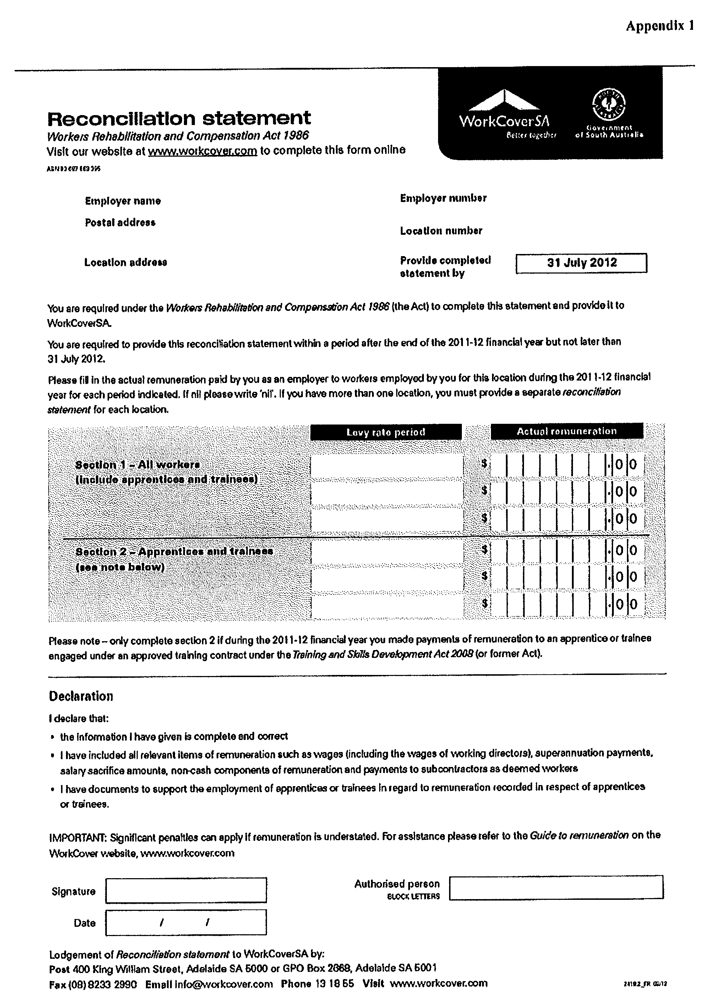 Appendix 1
Reconciliation statement
Workers Rehabilitation and Compensation Act 1986
Visit our website at www.workcover.com to complete this form online
WorkCoverSA
Better together
Government
of South Australia
Employer name
Employer number
Postal address
Location number
Location address
Provide completed
statement by
31 July 2012
You are required under the Workers Rehabilitation and Compensation Act 1986 (the Act) to complete this statement and provide it to
WorkCoverSA.
You are required to provide this reconciliation statement within a period after the end of the 2011-12 financial year but not later than
31 July 2012.
Please fill in the actual remuneration paid by you as an employer to workers employed by you for this location during the 2011-12 financial
year for each period indicated. If nil please write 'nil'. If you have more than one location, you must provide a separate reconciliation
statement for each location.
Levy rate period
Actual remuneration
Section 1 – All workers
(include apprentices and trainees)
$ .00
$ .00
$ .00
Section 2 – Apprentices and trainees
(see note below)
$ .00
$ .00
$ .00
Please note – only complete section 2 if during the 2011-12 financial year you made payments of remuneration to an apprentice or trainee
engaged under an approved training contract under the Training and Skills Development Act 2008 (or former Act).
Declaration
I declare that:
• the information I have given is complete and correct
• I have included all relevant items of remuneration such as wages (including the wages of working directors), superannuation payments,
salary sacrifice amounts, non-cash components of remuneration and payments to subcontractors as deemed workers
• I have documents to support the employment of apprentices or trainees in regard to remuneration recorded in respect of apprentices
or trainees.
IMPORTANT: Significant penalties can apply if remuneration is understated. For assistance please refer to the Guide to remuneration on the
WorkCover website, www.workcover.com
Signature
Authorised person
BLOCK LETTERS
Date / /
Lodgement of Reconciliation statement to WorkCoverSA by:
Post 400 King William Street, Adelaide SA 5000 or GPO Box 2668, Adelaide SA 5001
Fax (08) 8233 2990 Email info@workcover.com Phone 13 18 55 Visit www.workcover.com